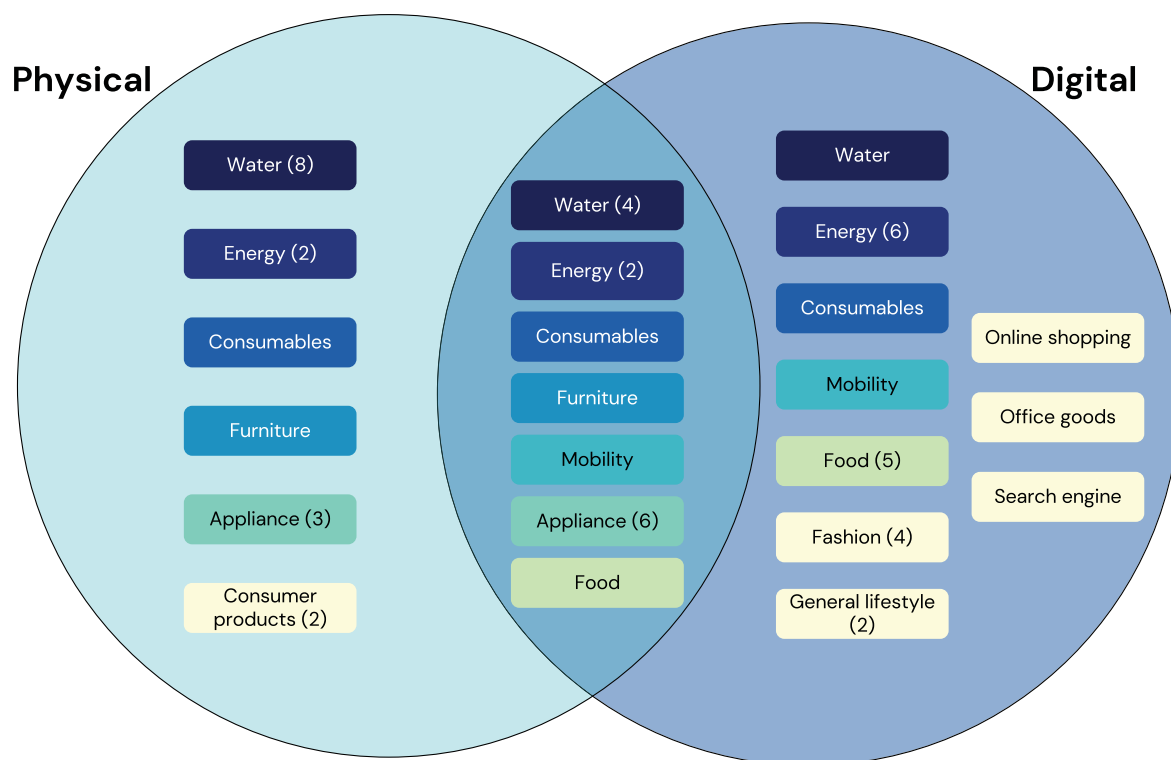 Physical
Digital
Water (8)
Energy (2)
Consumables
Furniture
Appliance (3)
Consumer
products (2)
Water (4)
Energy (2)
Consumables
Furniture
Mobility
Appliance (6)
Food
Water
Energy (6)
Consumables
Mobility
Food (5)
Fashion (4)
General lifestyle
(2)
Online shopping
Office goods
Search engine